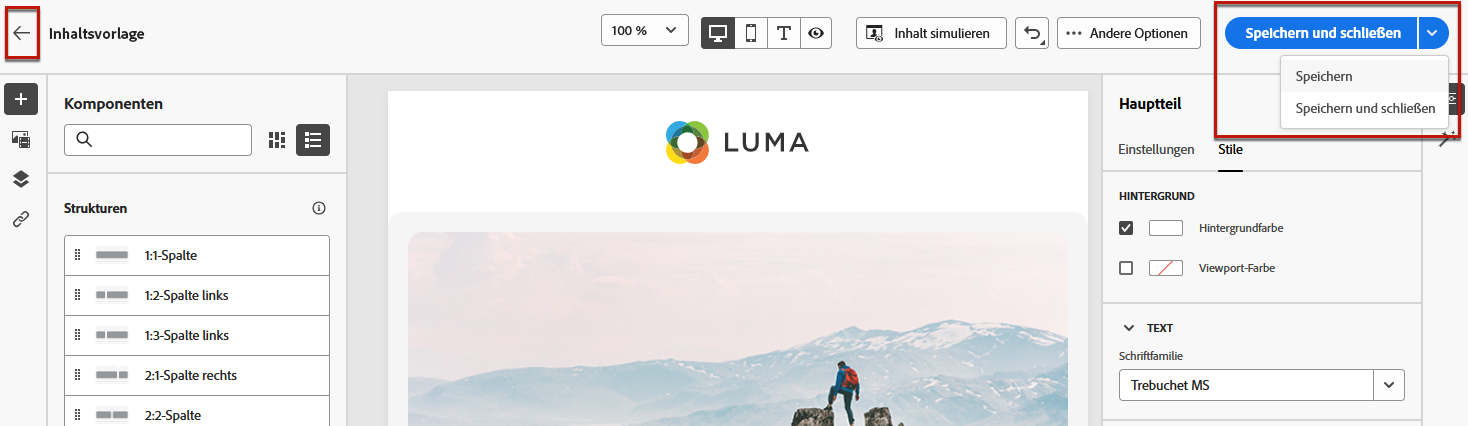 Inhaltsvorlage
100 %
T
Inhalt simulieren
Andere Optionen
Speichern und schließen
Speichern
Speichern und schließen
Komponenten
Strukturen
1:1-Spalte
1:2-Spalte links
1:3-Spalte links
2:1-Spalte rechts
2:2-Spalte
LUMA
Hauptteil
Einstellungen Stile
HINTERGRUND
Hintergrundfarbe
Viewport-Farbe
TEXT
Schriftfamilie
Trebuchet MS